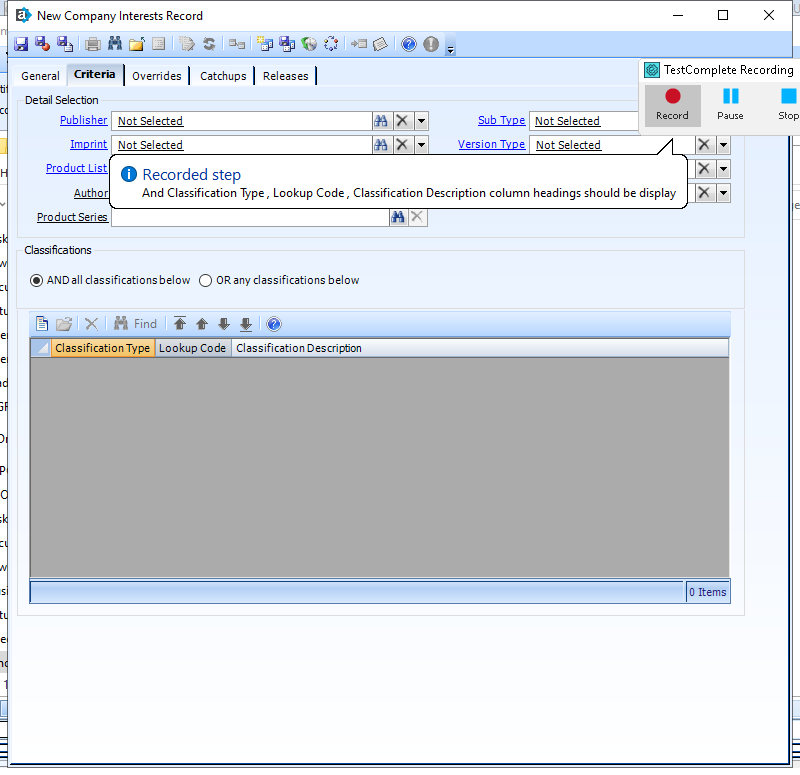 New Company Interests Record
TestComplete Recording
General Criteria Overrides Catchups Releases
Record Pause Stop
Detail Selection
Publisher Not Selected Sub Type Not Selected
Imprint Not Selected Version Type Not Selected
Product List
Recorded step
And Classification Type , Lookup Code , Classification Description column headings should be display
Author
Product Series
Classifications
AND all classifications below OR any classifications below
Find
Classification Type Lookup Code Classification Description
0 Items